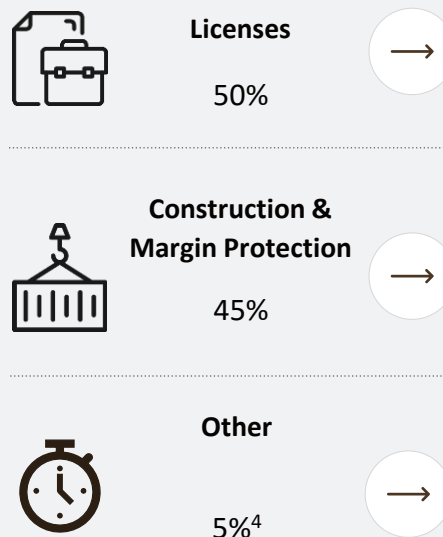 Licenses
50%
Construction &
Margin Protection
45%
Other
5%⁴